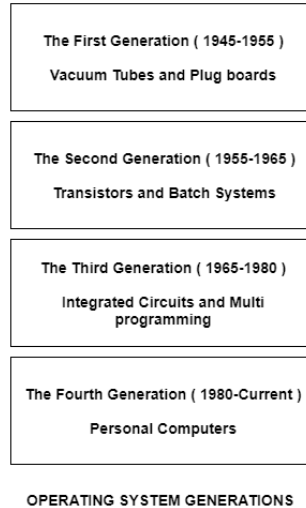 The First Generation ( 1945-1955 )
Vacuum Tubes and Plug boards
The Second Generation ( 1955-1965 )
Transistors and Batch Systems
The Third Generation ( 1965-1980 )
Integrated Circuits and Multi
programming
The Fourth Generation ( 1980-Current )
Personal Computers
OPERATING SYSTEM GENERATIONS